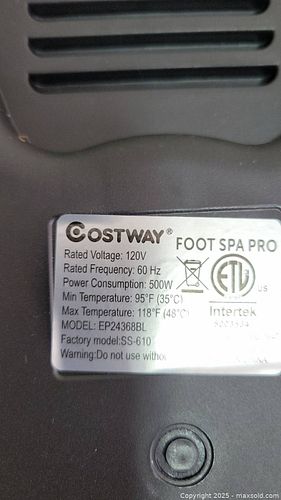 COSTWAY® FOOT SPA PRO
Rated Voltage: 120V
Rated Frequency: 60 Hz
Power Consumption: 500W
Min Temperature: 95°F (35°C)
Max Temperature: 118°F (48°C)
MODEL: EP24368BL
Factory model:SS-610
Warning:Do not use
ETL
US
Intertek
Copyright 2025 - maxsold.com